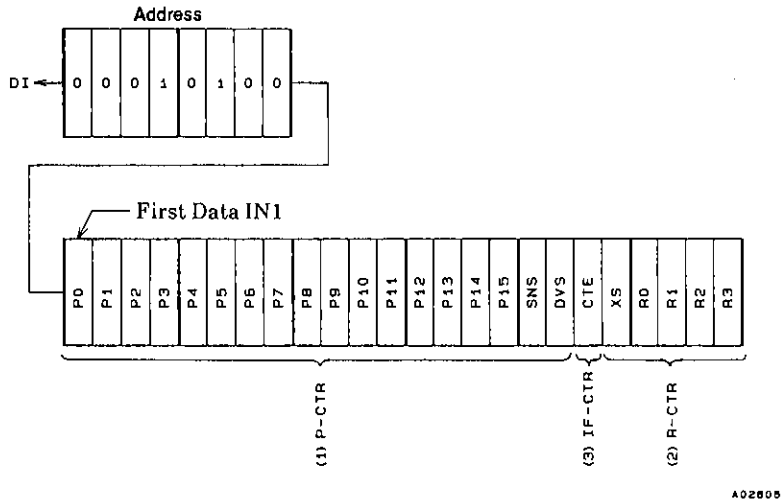 Address
DI 0 0 0 1 0 1 0 0
First Data IN1
P0 P1 P2 P3 P4 P5 P6 P7 P8 P9 P10 P11 P12 P13 P14 P15 SNS DVS CTE XS R0 R1 R2 R3
(1) P-CTR
(3) IF-CTR
(2) R-CTR
A02605